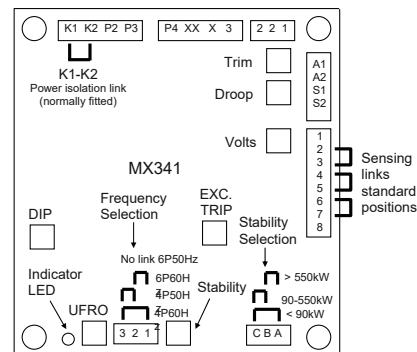 K1 K2 P2 P3
P4 XX X 3
2 2 1
K1-K2
Power isolation link
(normally fitted)
Trim
Droop
A1
A2
S1
S2
Volts
1
2
3
4
5
6
7
8
Sensing
links
standard
positions
MX341
Frequency
Selection
EXC.
TRIP
DIP
Stability
Selection
No link 6P50Hz
6P60H
Z
4P50H
Z
4P60H
Z
> 550kW
90-550kW
< 90kW
Indicator
LED
UFRO
Stability
3 2 1
C B A